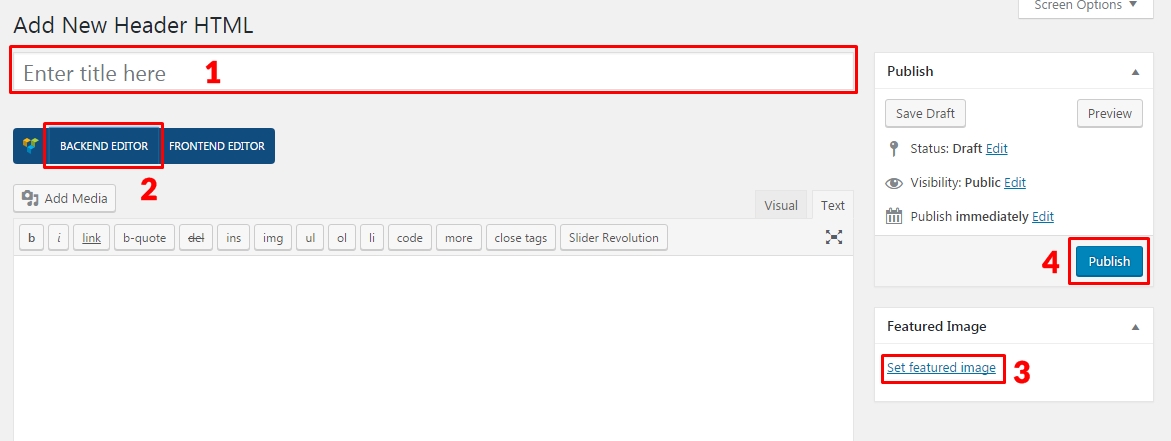 Screen Options
Add New Header HTML
Enter title here 1
BACKEND EDITOR FRONTEND EDITOR
2
Add Media
Visual Text
b i link b-quote del ins img ul ol li code more close tags Slider Revolution
Publish
Save Draft Preview
Status: Draft Edit
Visibility: Public Edit
Publish immediately Edit
4 Publish
Featured Image
Set featured image 3